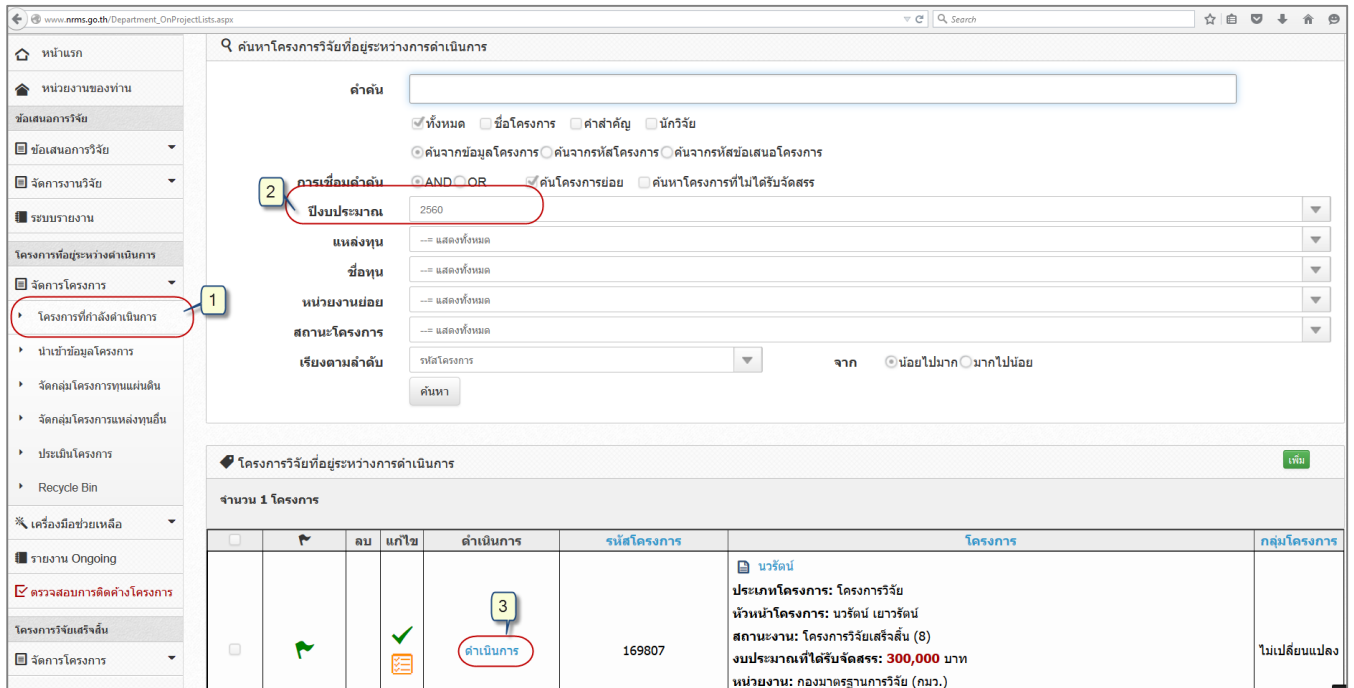 www.nrms.go.th/Department_OnProjectLists.aspx
Search
หน้าแรก
หน่วยงานของท่าน
ข้อเสนอการวิจัย
ข้อเสนอการวิจัย
จัดการงานวิจัย
ระบบรายงาน
โครงการที่อยู่ระหว่างดำเนินการ
จัดการโครงการ
1
โครงการที่กำลังดำเนินการ
นำเข้าข้อมูลโครงการ
จัดกลุ่มโครงการทุนแผ่นดิน
จัดกลุ่มโครงการแหล่งทุนอื่น
ประเมินโครงการ
Recycle Bin
เครื่องมือช่วยเหลือ
รายงาน Ongoing
ตรวจสอบการติดค้างโครงการ
โครงการวิจัยเสร็จสิ้น
จัดการโครงการ
ค้นหาโครงการวิจัยที่อยู่ระหว่างการดำเนินการ
คำค้น
ทั้งหมด ชื่อโครงการ คำสำคัญ นักวิจัย
ค้นจากข้อมูลโครงการ ค้นจากรหัสโครงการ ค้นจากรหัสข้อเสนอโครงการ
การเชื่อมคำค้น AND OR ค้นโครงการย่อย ค้นหาโครงการที่ไม่ได้รับจัดสรร
2
ปีงบประมาณ 2560
แหล่งทุน --= แสดงทั้งหมด
ชื่อทุน --= แสดงทั้งหมด
หน่วยงานย่อย --= แสดงทั้งหมด
สถานะโครงการ --= แสดงทั้งหมด
เรียงตามลำดับ รหัสโครงการ จาก น้อยไปมาก มากไปน้อย
ค้นหา
โครงการวิจัยที่อยู่ระหว่างการดำเนินการ เพิ่ม
จำนวน 1 โครงการ
ลบ แก้ไข ดำเนินการ รหัสโครงการ โครงการ กลุ่มโครงการ
3
ดำเนินการ
169807
นวรัตน์
ประเภทโครงการ: โครงการวิจัย
หัวหน้าโครงการ: นวรัตน์ เยาวรัตน์
สถานะงาน: โครงการวิจัยเสร็จสิ้น (8)
งบประมาณที่ได้รับจัดสรร: 300,000 บาท
หน่วยงาน: กองมาตรฐานการวิจัย (กมว.)
ไม่เปลี่ยนแปลง